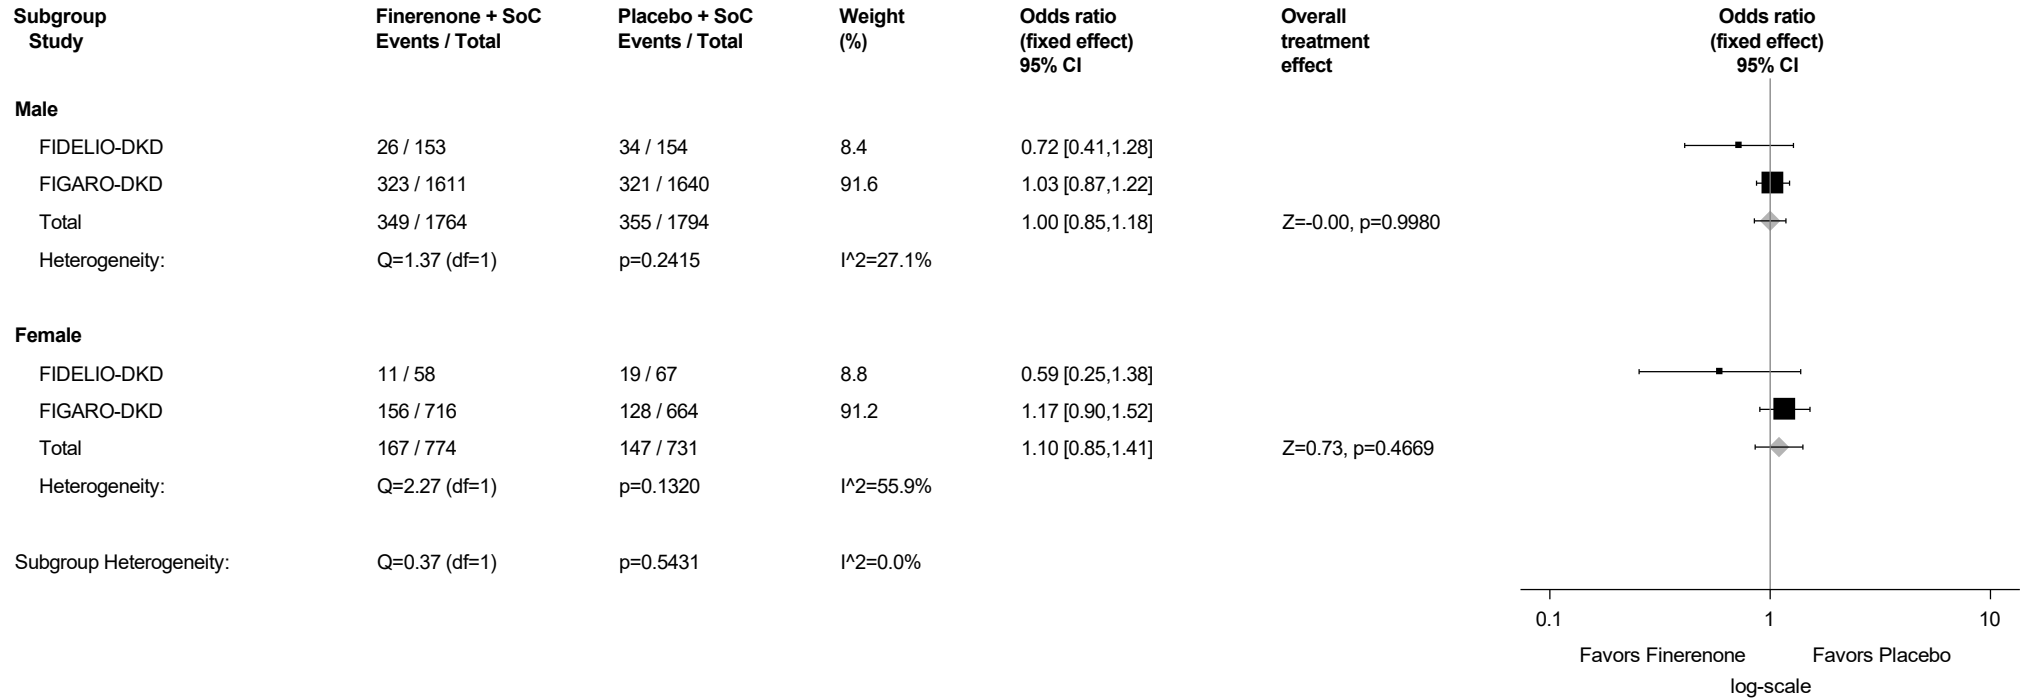 Subgroup Finerenone + SoC Placebo + SoC Weight Odds ratio Overall Odds ratio
Study Events / Total Events / Total (%) (fixed effect) treatment (fixed effect)
95% CI effect 95% CI
Male
FIDELIO-DKD 26 / 153 34 / 154 8.4 0.72 [0.41,1.28]
FIGARO-DKD 323 / 1611 321 / 1640 91.6 1.03 [0.87,1.22]
Total 349 / 1764 355 / 1794 1.00 [0.85,1.18] Z=-0.00, p=0.9980
Heterogeneity: Q=1.37 (df=1) p=0.2415 I^2=27.1%
Female
FIDELIO-DKD 11 / 58 19 / 67 8.8 0.59 [0.25,1.38]
FIGARO-DKD 156 / 716 128 / 664 91.2 1.17 [0.90,1.52]
Total 167 / 774 147 / 731 1.10 [0.85,1.41] Z=0.73, p=0.4669
Heterogeneity: Q=2.27 (df=1) p=0.1320 I^2=55.9%
Subgroup Heterogeneity: Q=0.37 (df=1) p=0.5431 I^2=0.0%
0.1 1 10
Favors Finerenone Favors Placebo
log-scale